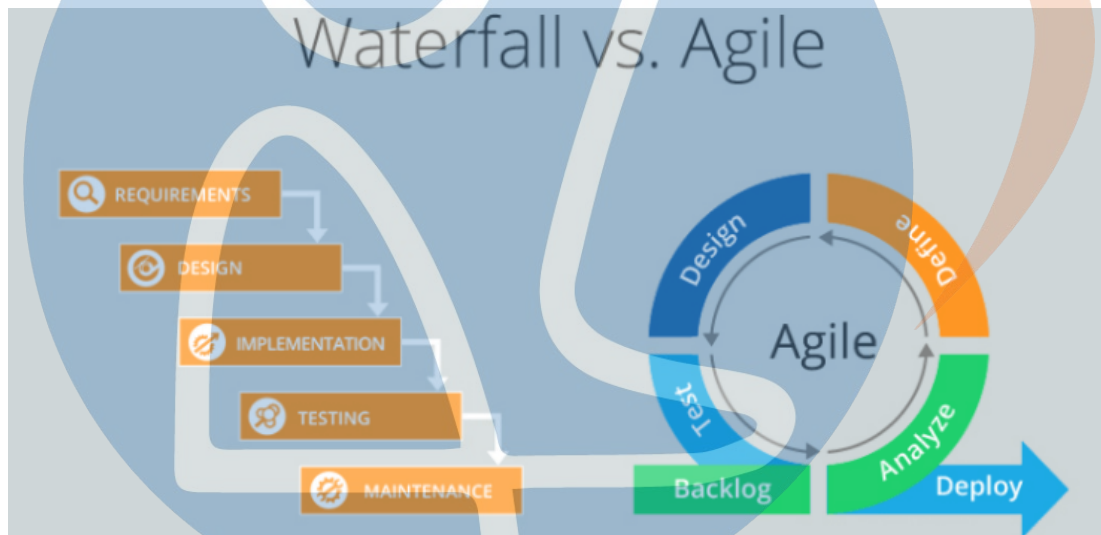 Waterfall vs. Agile
REQUIREMENTS
DESIGN
IMPLEMENTATION
TESTING
MAINTENANCE
Design
Define
Agile
Test
Analyze
Backlog
Deploy